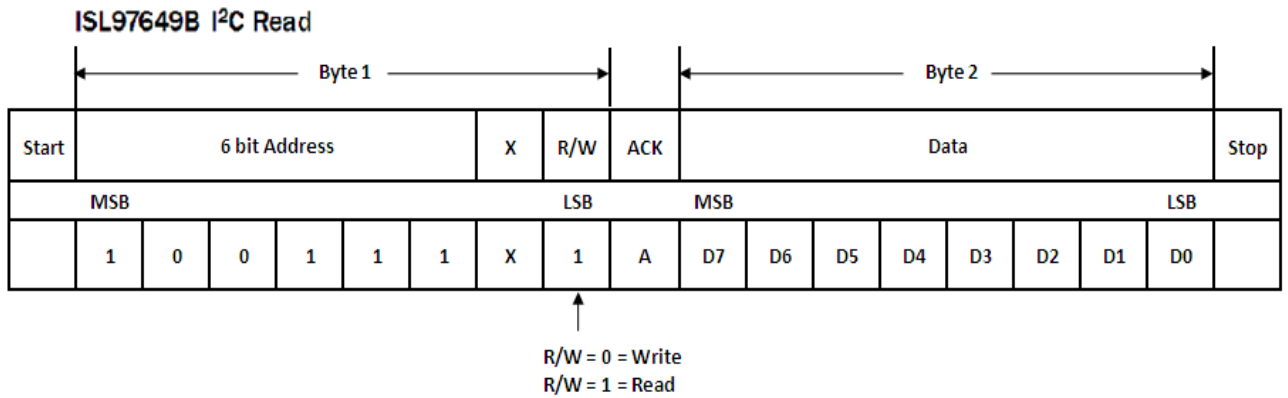 ISL97649B I²C Read
Byte 1 Byte 2
Start 6 bit Address X R/W ACK Data Stop
MSB LSB MSB LSB
1 0 0 1 1 1 X 1 A D7 D6 D5 D4 D3 D2 D1 D0
R/W = 0 = Write
R/W = 1 = Read